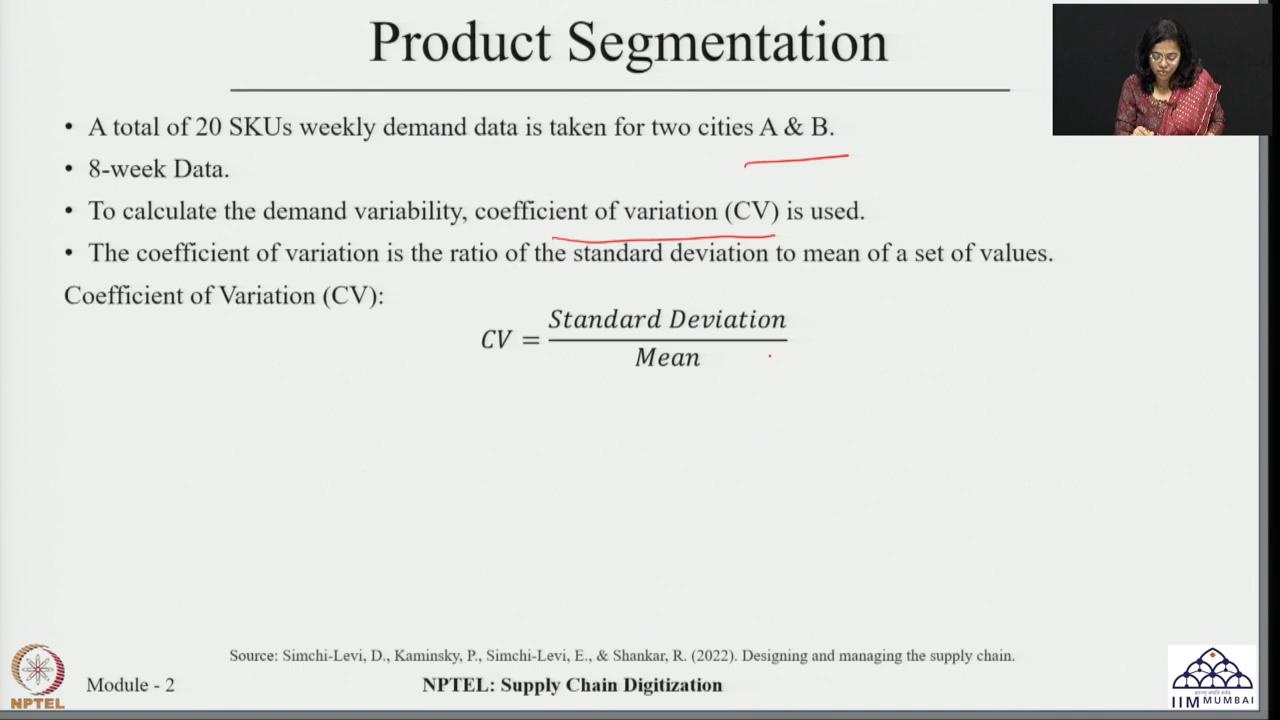 Product Segmentation
• A total of 20 SKUs weekly demand data is taken for two cities A & B.
• 8-week Data.
• To calculate the demand variability, coefficient of variation (CV) is used.
• The coefficient of variation is the ratio of the standard deviation to mean of a set of values.
Coefficient of Variation (CV):
CV = Standard Deviation / Mean
Source: Simchi-Levi, D., Kaminsky, P., Simchi-Levi, E., & Shankar, R. (2022). Designing and managing the supply chain.
NPTEL
Module - 2
NPTEL: Supply Chain Digitization
IIM MUMBAI